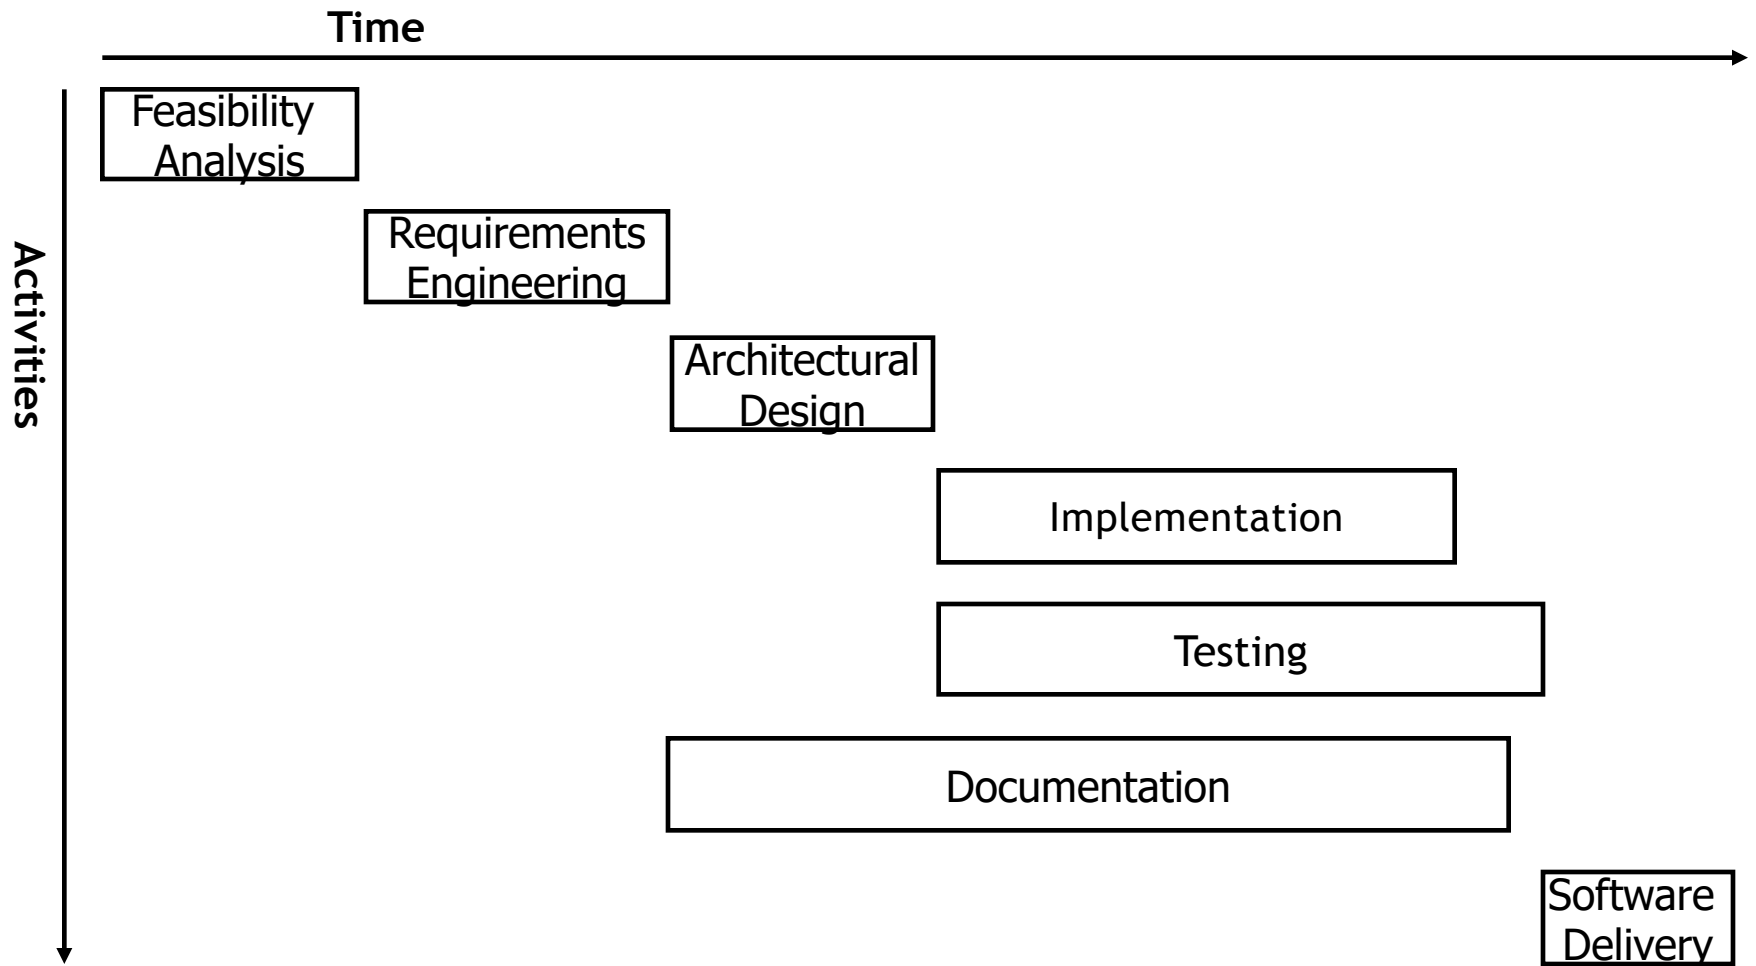 Time
Activities
Feasibility
Analysis
Requirements
Engineering
Architectural
Design
Implementation
Testing
Documentation
Software
Delivery